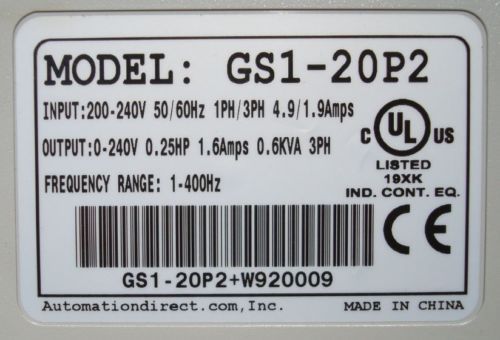 MODEL: GS1-20P2
INPUT:200-240V 50/60Hz 1PH/3PH 4.9/1.9Amps
OUTPUT:0-240V 0.25HP 1.6Amps 0.6KVA 3PH
FREQUENCY RANGE: 1-400Hz
C UL US
LISTED
19XK
IND. CONT. EQ.
CE
GS1-20P2+W920009
Automationdirect.com, Inc. MADE IN CHINA